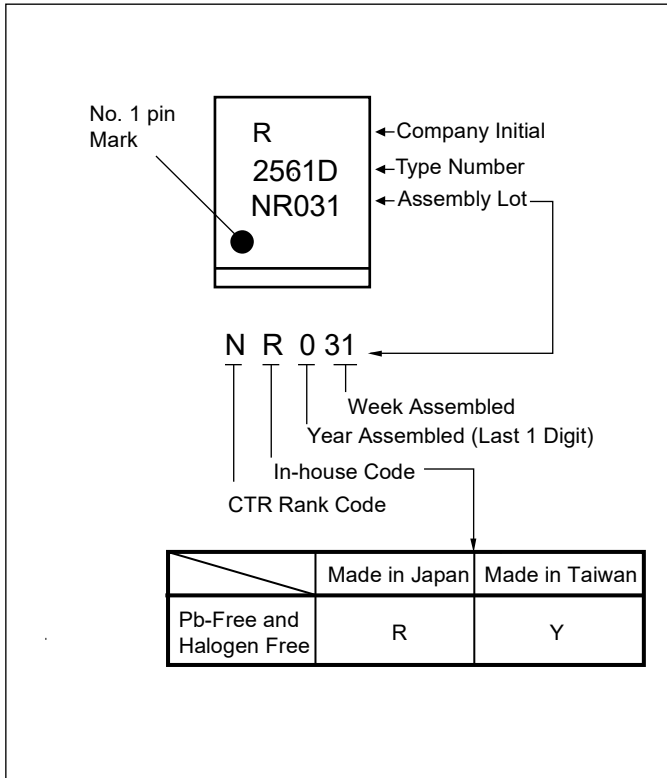 No. 1 pin
Mark
R
2561D
NR031
Company Initial
Type Number
Assembly Lot
N R 0 31
Week Assembled
Year Assembled (Last 1 Digit)
In-house Code
CTR Rank Code
Made in Japan Made in Taiwan
Pb-Free and
Halogen Free R Y